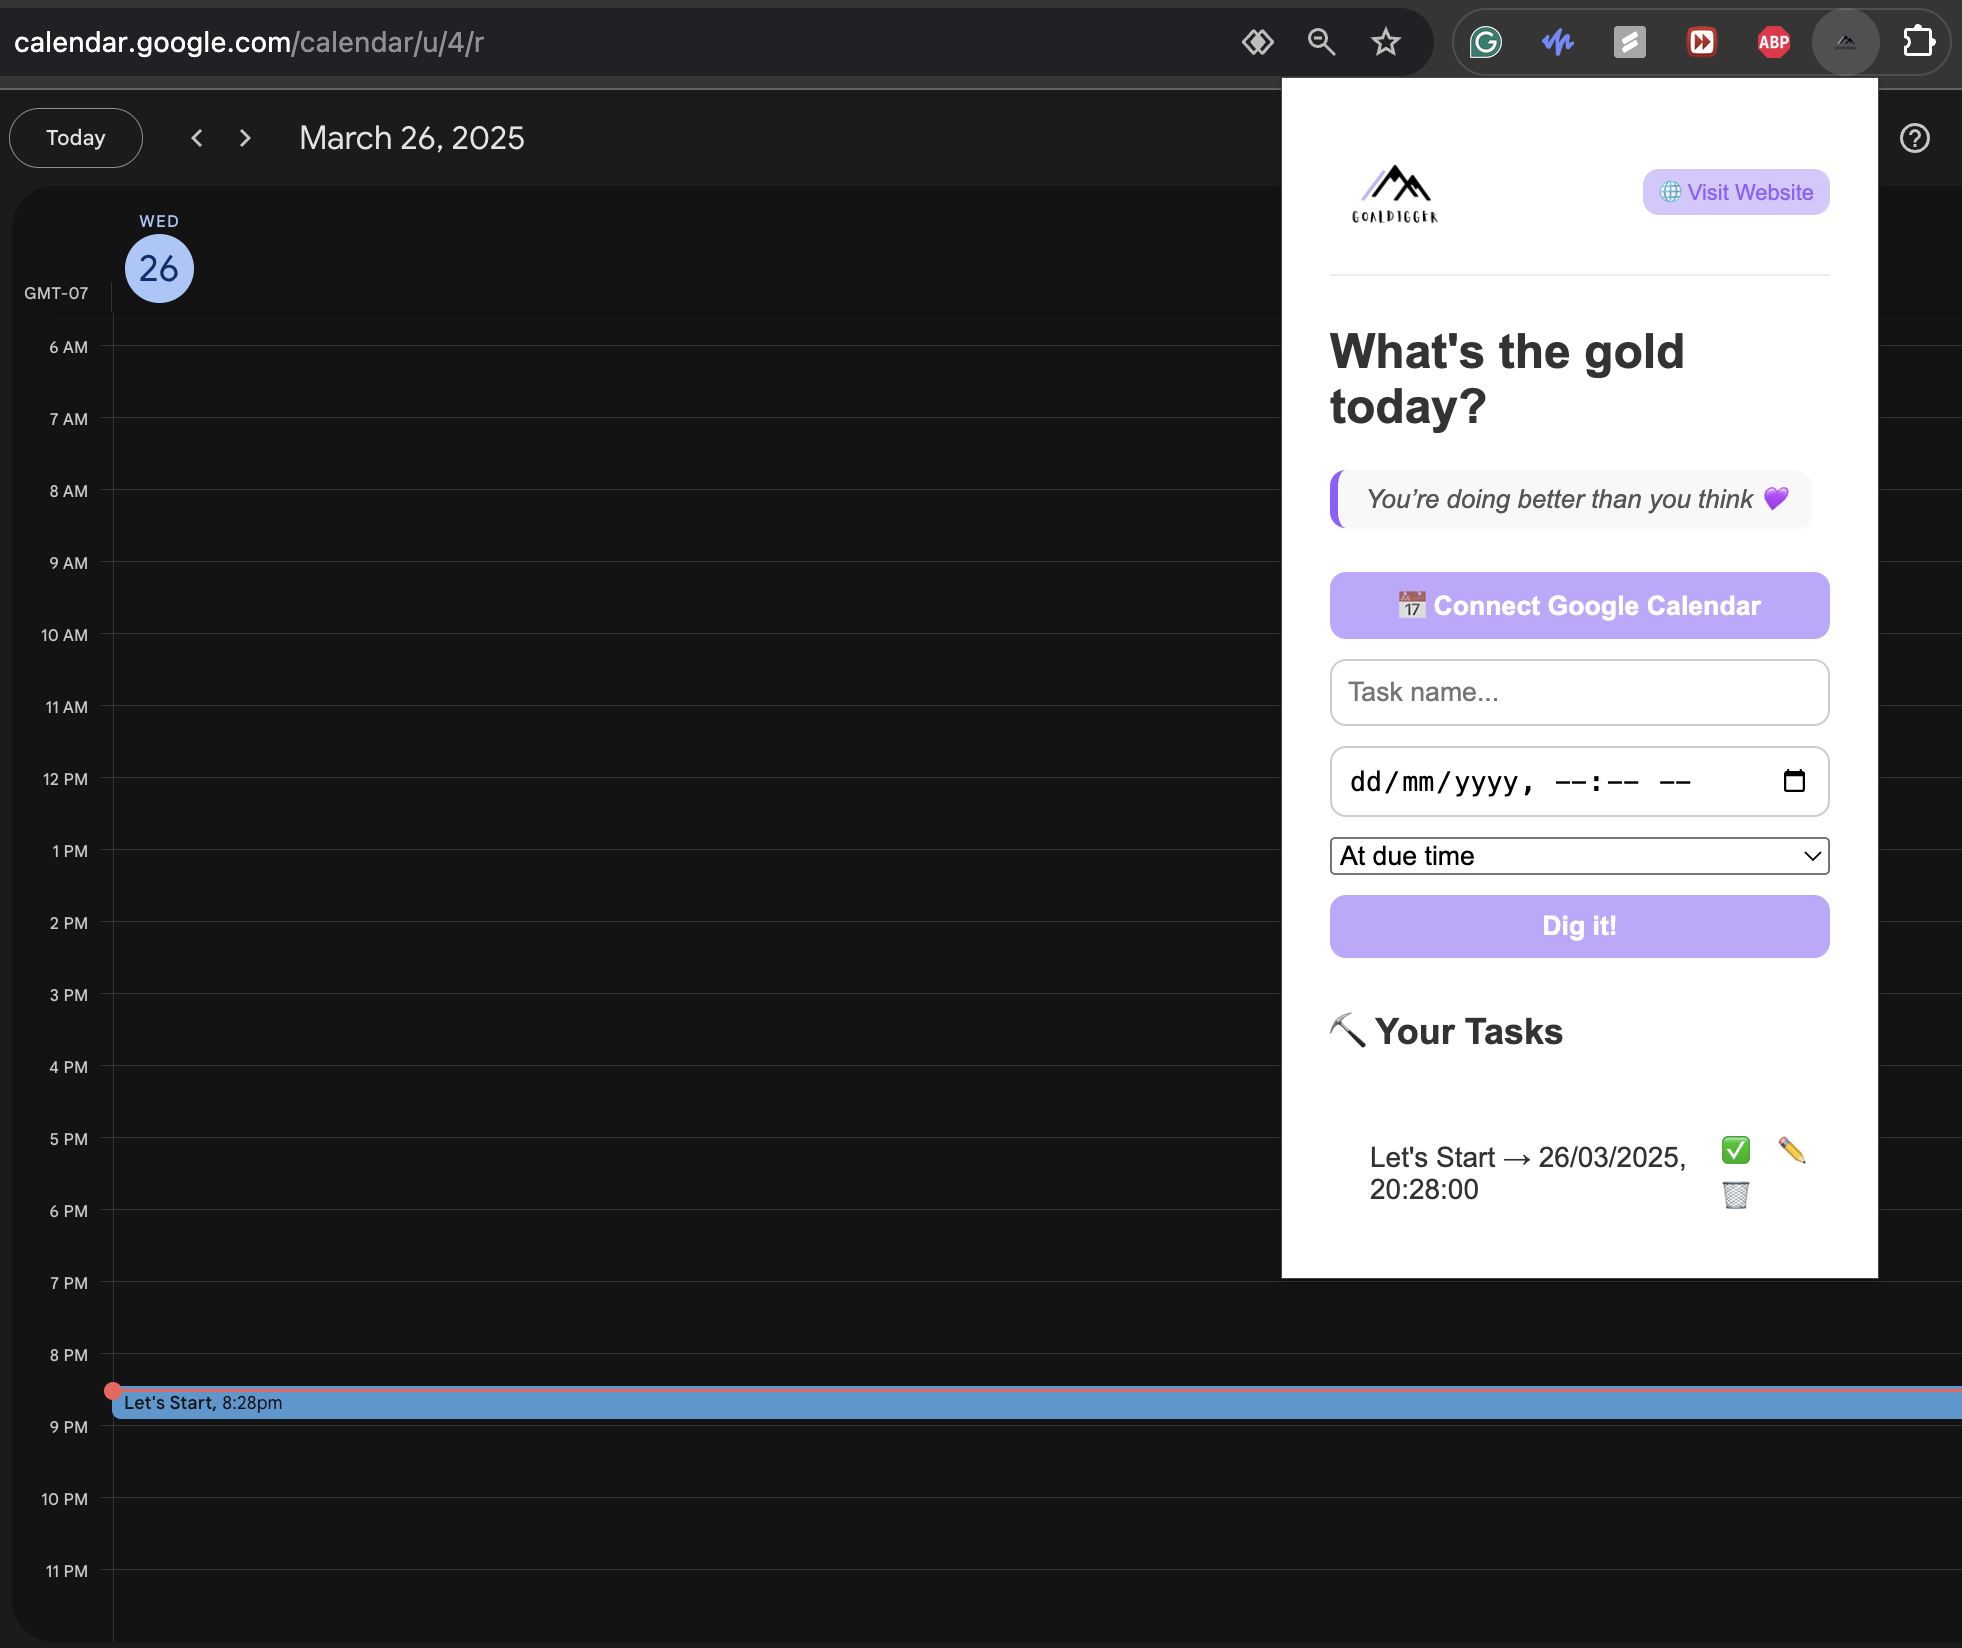 calendar.google.com/calendar/u/4/r
ABP
Today
March 26, 2025
WED
26
GMT-07
6 AM
7 AM
8 AM
9 AM
10 AM
11 AM
12 PM
1 PM
2 PM
3 PM
4 PM
5 PM
6 PM
7 PM
8 PM
Let's Start, 8:28pm
9 PM
10 PM
11 PM
GOALDIGGER
Visit Website
What's the gold
today?
You’re doing better than you think
17
Connect Google Calendar
Task name...
dd/mm/yyyy, --:-- --
At due time
Dig it!
Your Tasks
Let's Start → 26/03/2025,
20:28:00